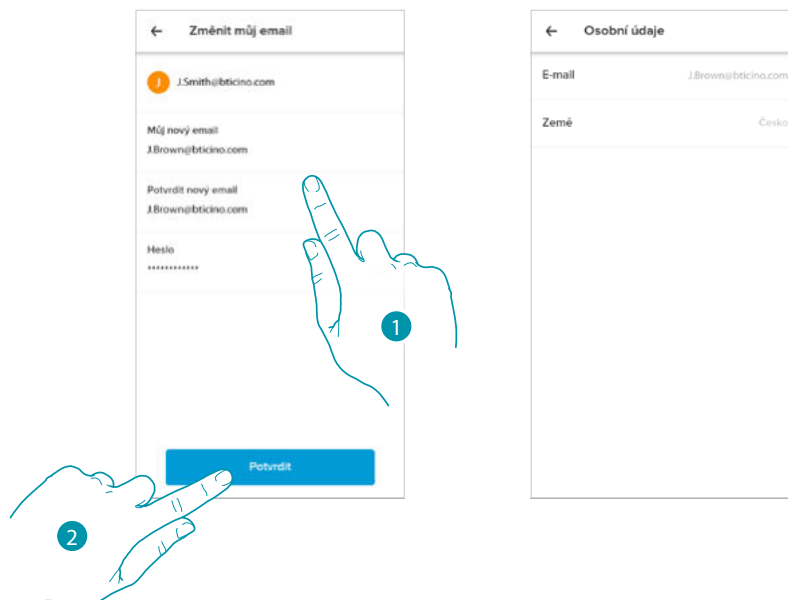 Změnit můj email
J
J.Smith@bticino.com
Můj nový email
J.Brown@bticino.com
Potvrdit nový email
J.Brown@bticino.com
Heslo
************
1
Potvrdit
2
Osobní údaje
E-mail
J.Brown@bticino.com
Země
Česko